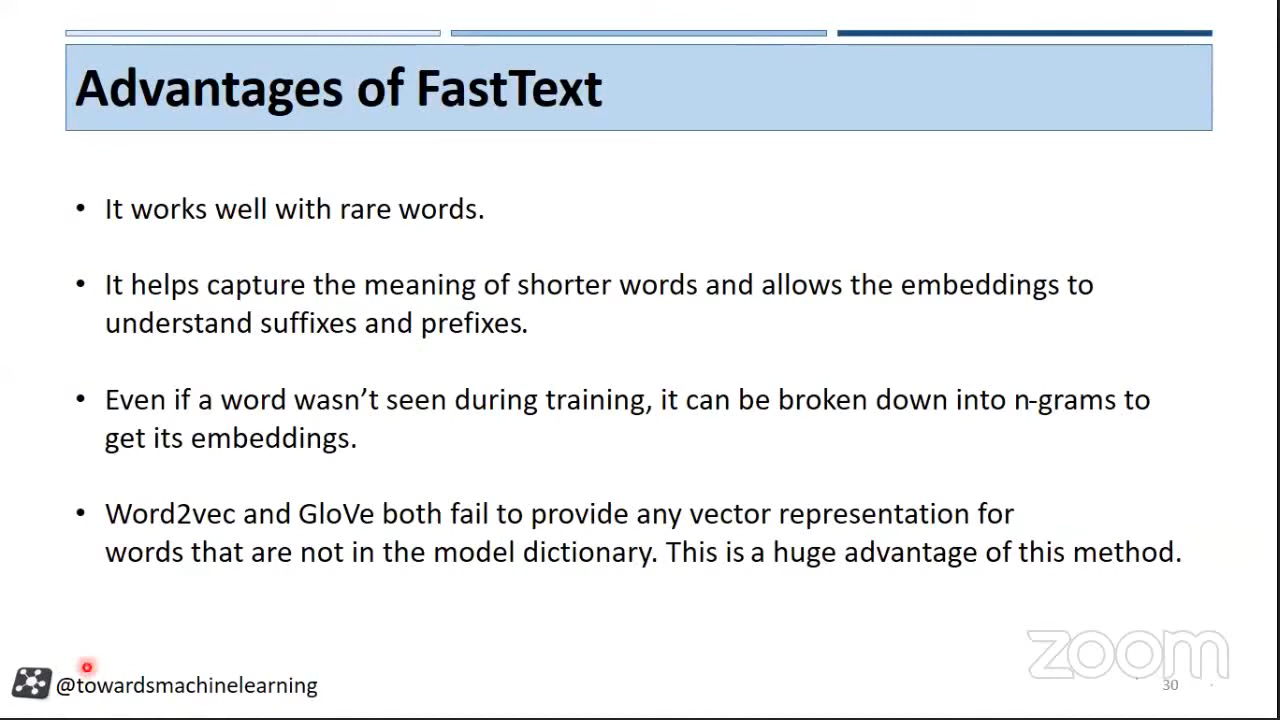 Advantages of FastText
• It works well with rare words.
• It helps capture the meaning of shorter words and allows the embeddings to
understand suffixes and prefixes.
• Even if a word wasn’t seen during training, it can be broken down into n-grams to
get its embeddings.
• Word2vec and GloVe both fail to provide any vector representation for
words that are not in the model dictionary. This is a huge advantage of this method.
zoom
@towardsmachinelearning
30